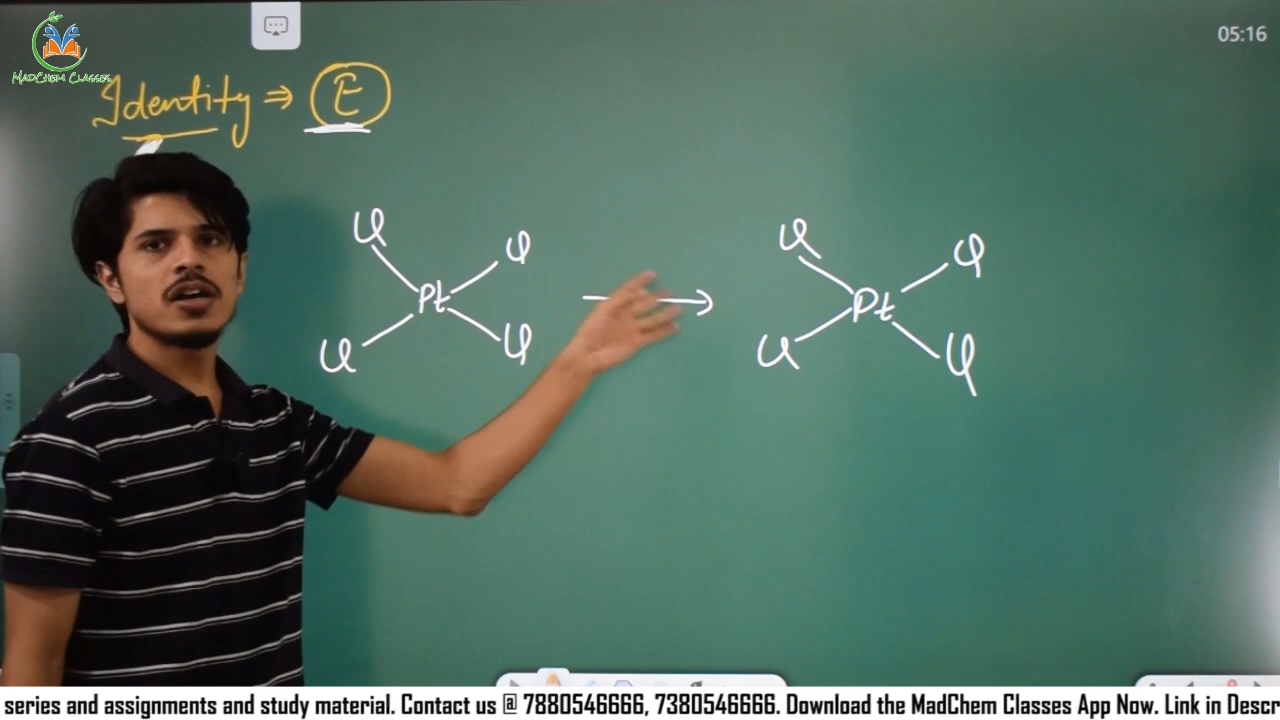 05:16
MADCHEM CLASSES
Identity ⇒ E
Cl Cl
Pt
Cl Cl
→
Cl Cl
Pt
Cl Cl
series and assignments and study material. Contact us @ 7880546666, 7380546666. Download the MadChem Classes App Now. Link in Descr